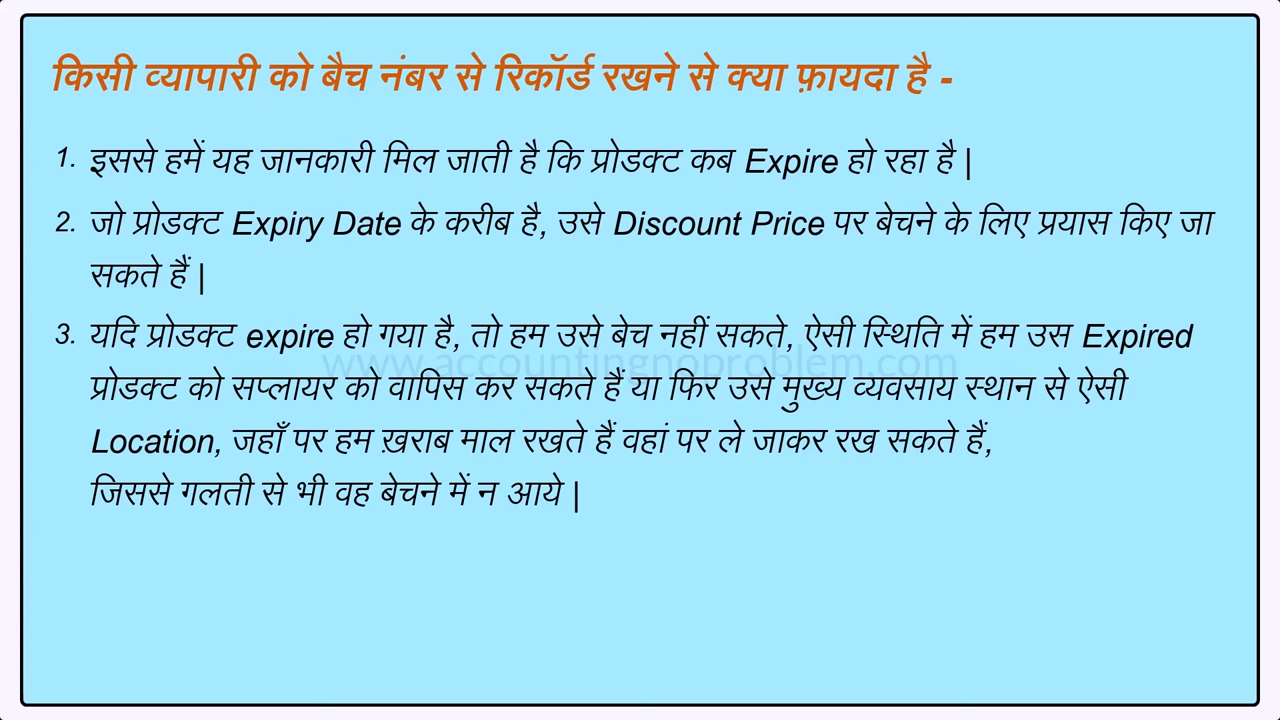 किसी व्यापारी को बैच नंबर से रिकॉर्ड रखने से क्या फ़ायदा है -
1. इससे हमें यह जानकारी मिल जाती है कि प्रोडक्ट कब Expire हो रहा है |
2. जो प्रोडक्ट Expiry Date के करीब है, उसे Discount Price पर बेचने के लिए प्रयास किए जा
सकते हैं |
3. यदि प्रोडक्ट expire हो गया है, तो हम उसे बेच नहीं सकते, ऐसी स्थिति में हम उस Expired
www.accountingnoproblem.com
प्रोडक्ट को सप्लायर को वापिस कर सकते हैं या फिर उसे मुख्य व्यवसाय स्थान से ऐसी
Location, जहाँ पर हम ख़राब माल रखते हैं वहां पर ले जाकर रख सकते हैं,
जिससे गलती से भी वह बेचने में न आये |